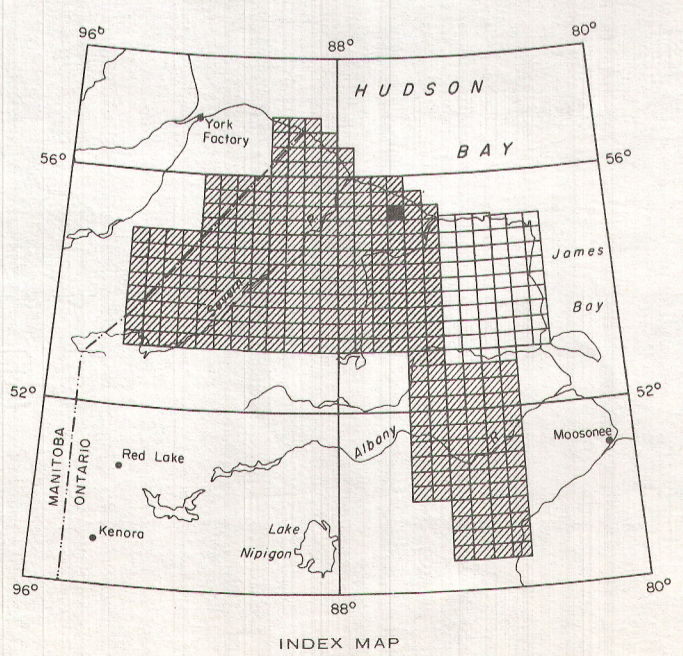 96°
88°
80°
HUDSON
BAY
York
Factory
56°
56°
James
Bay
Severn
R.
52°
52°
MANITOBA
ONTARIO
Red Lake
Albany
R.
Moosonee
Kenora
Lake
Nipigon
96°
88°
80°
INDEX MAP